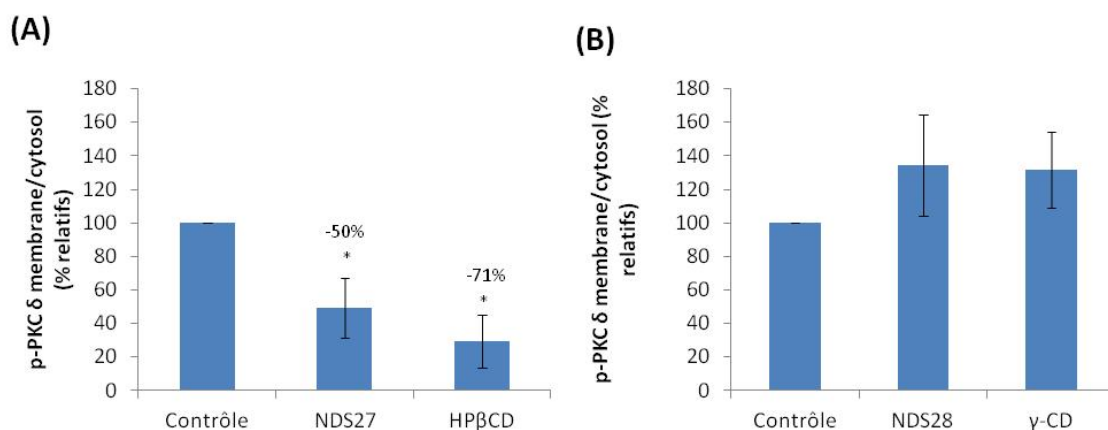 (A)
p-PKC δ membrane/cytosol
(% relatifs)
180
160
140
120
100
80
60
40
20
0
-50%
*
-71%
*
Contrôle
NDS27
HPβCD
(B)
p-PKC δ membrane/cytosol (%
relatifs)
180
160
140
120
100
80
60
40
20
0
Contrôle
NDS28
γ-CD